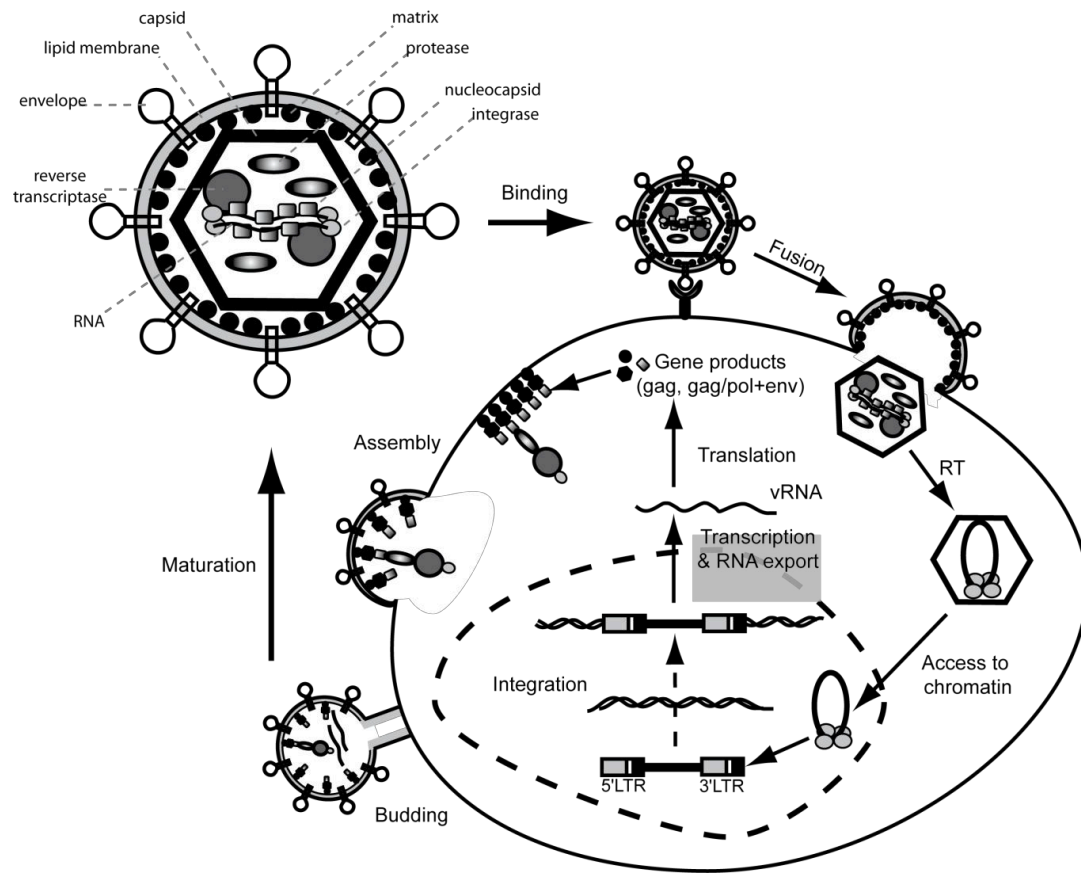 capsid
matrix
lipid membrane
protease
envelope
nucleocapsid
integrase
reverse
transcriptase
RNA
Binding
Fusion
Gene products
(gag, gag/pol+env)
Assembly
Translation
RT
vRNA
Transcription
& RNA export
Maturation
Access to
chromatin
Integration
5'LTR
3'LTR
Budding